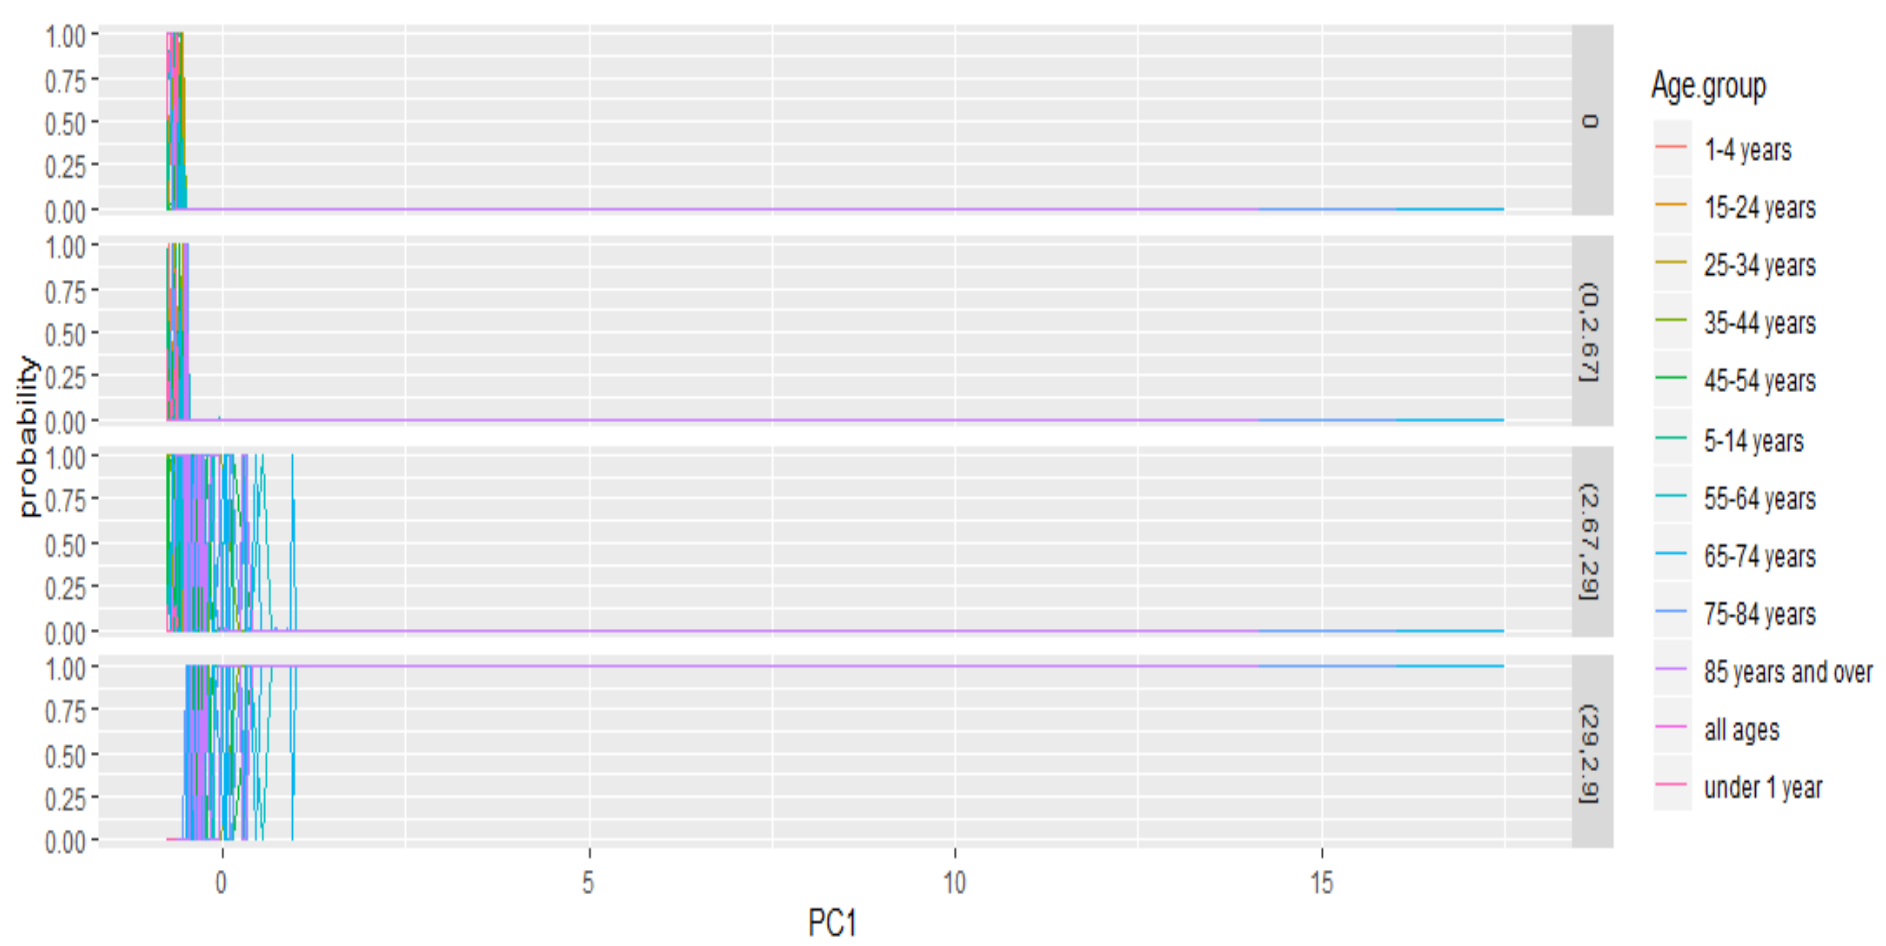 probability
1.00
0.75
0.50
0.25
0.00
0
1.00
0.75
0.50
0.25
0.00
(0,2.67]
1.00
0.75
0.50
0.25
0.00
(2.67,29]
1.00
0.75
0.50
0.25
0.00
(29,2.9]
0
5
10
15
PC1
Age.group
1-4 years
15-24 years
25-34 years
35-44 years
45-54 years
5-14 years
55-64 years
65-74 years
75-84 years
85 years and over
all ages
under 1 year